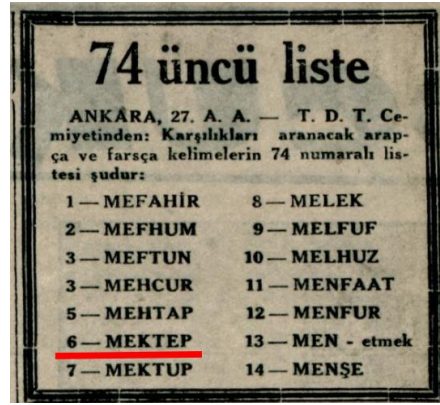 74 üncü liste
ANKARA, 27. A. A. — T. D. T. Ce-
miyetinden: Karşılıkları aranacak arap-
ça ve farsça kelimelerin 74 numaralı lis-
tesi şudur:
1 — MEFAHİR
2 — MEFHUM
3 — MEFTUN
3 — MEHCUR
5 — MEHTAP
6 — MEKTEP
7 — MEKTUP
8 — MELEK
9 — MELFUF
10 — MELHUZ
11 — MENFAAT
12 — MENFUR
13 — MEN - etmek
14 — MENŞE